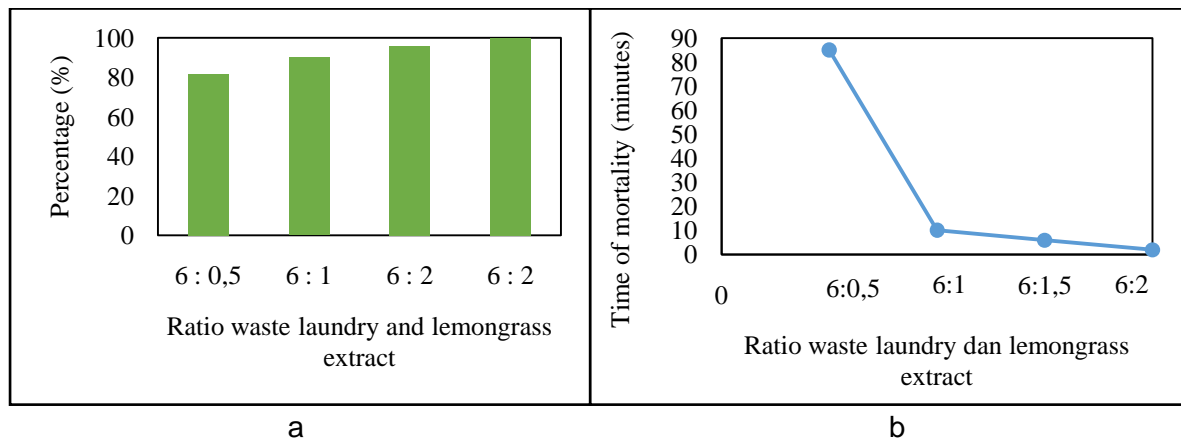 Percentage (%)
100
80
60
40
20
0
6 : 0,5 6 : 1 6 : 2 6 : 2
Ratio waste laundry and lemongrass
extract
a
Time of mortality (minutes)
90
80
70
60
50
40
30
20
10
0
0 6:0,5 6:1 6:1,5 6:2
Ratio waste laundry dan lemongrass
extract
b